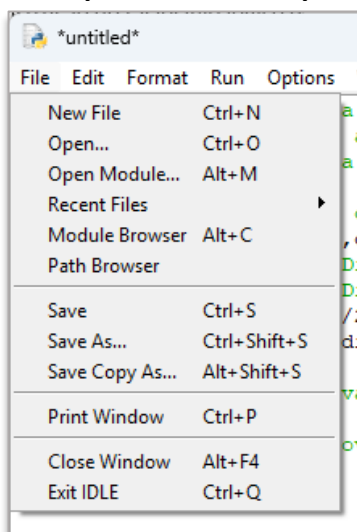 *untitled*
File Edit Format Run Options
New File Ctrl+N
Open... Ctrl+O
Open Module... Alt+M
Recent Files
Module Browser Alt+C
Path Browser
Save Ctrl+S
Save As... Ctrl+Shift+S
Save Copy As... Alt+Shift+S
Print Window Ctrl+P
Close Window Alt+F4
Exit IDLE Ctrl+Q